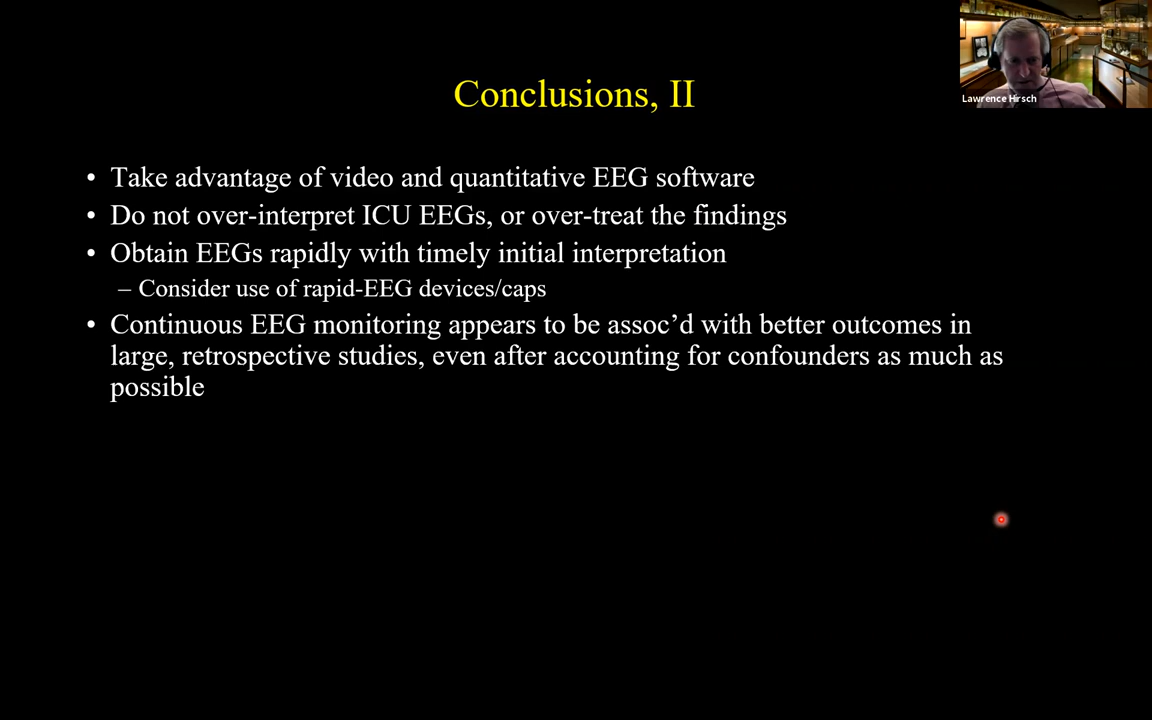 Lawrence Hirsch
Conclusions, II
• Take advantage of video and quantitative EEG software
• Do not over-interpret ICU EEGs, or over-treat the findings
• Obtain EEGs rapidly with timely initial interpretation
– Consider use of rapid-EEG devices/caps
• Continuous EEG monitoring appears to be assoc’d with better outcomes in
large, retrospective studies, even after accounting for confounders as much as
possible